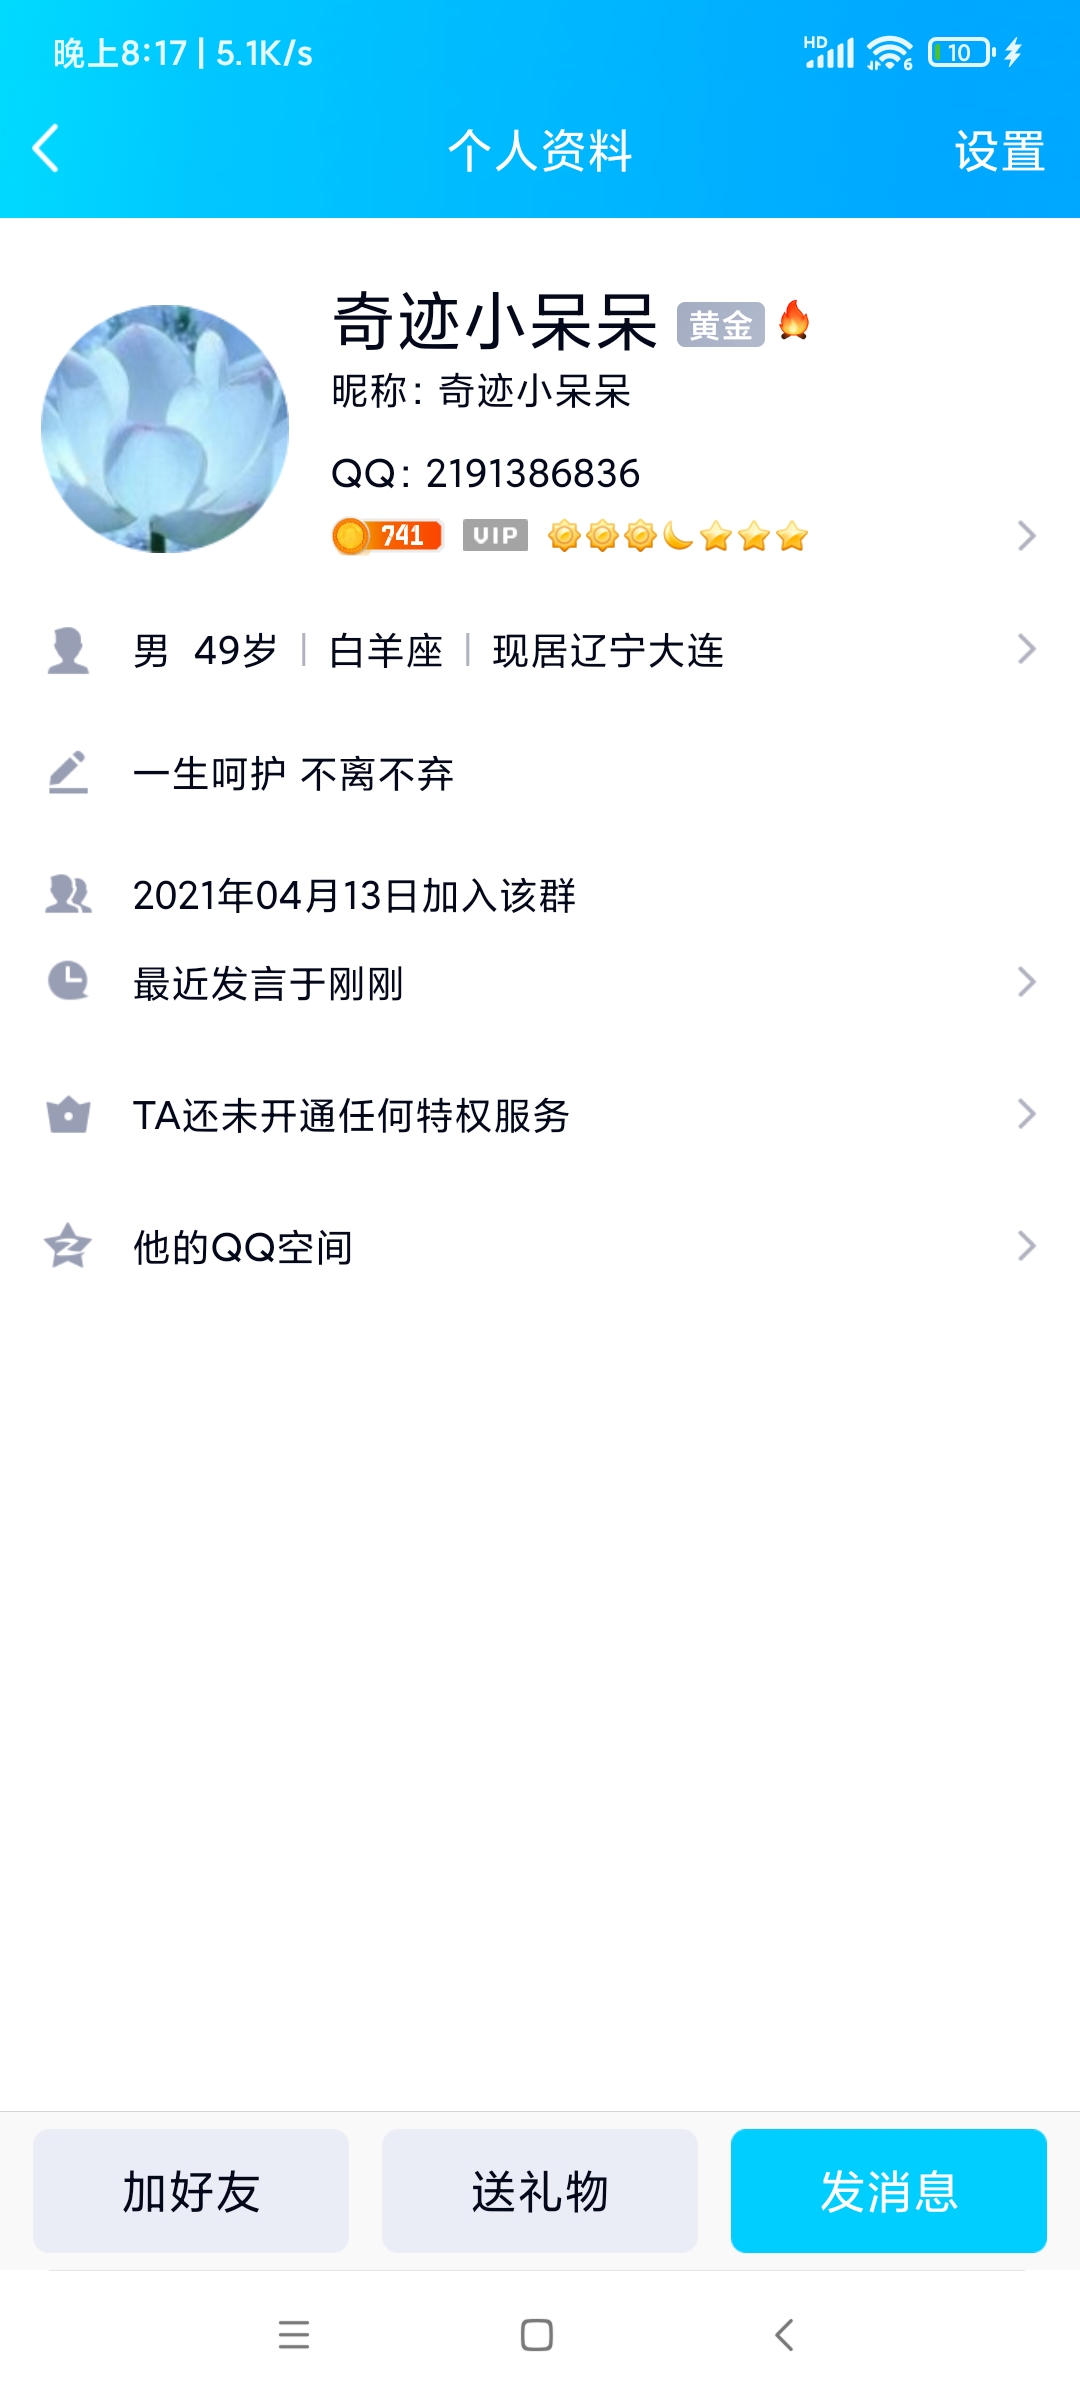 晚上8:17 | 5.1K/s
HD 6 10
个人资料
设置
奇迹小呆呆 黄金
昵称: 奇迹小呆呆
QQ: 2191386836
741 VIP
男 49岁 | 白羊座 | 现居辽宁大连
一生呵护 不离不弃
2021年04月13日加入该群
最近发言于刚刚
TA还未开通任何特权服务
他的QQ空间
加好友
送礼物
发消息